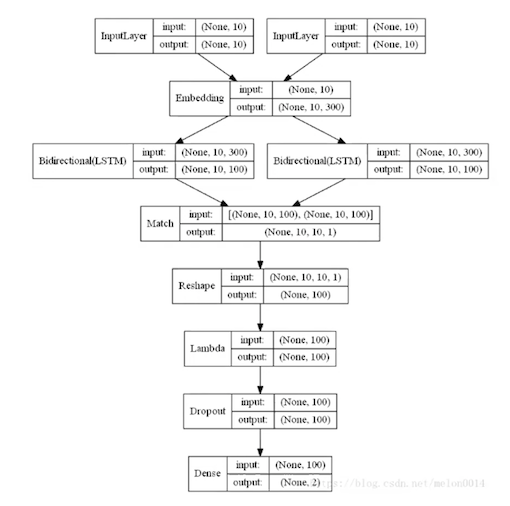 InputLayer input: (None, 10) InputLayer input: (None, 10)
output: (None, 10) output: (None, 10)
Embedding input: (None, 10)
output: (None, 10, 300)
Bidirectional(LSTM) input: (None, 10, 300) Bidirectional(LSTM) input: (None, 10, 300)
output: (None, 10, 100) output: (None, 10, 100)
Match input: [(None, 10, 100), (None, 10, 100)]
output: (None, 10, 10, 1)
Reshape input: (None, 10, 10, 1)
output: (None, 100)
Lambda input: (None, 100)
output: (None, 100)
Dropout input: (None, 100)
output: (None, 100)
Dense input: (None, 100)
output: (None, 2)
https://blog.csdn.net/melon0014